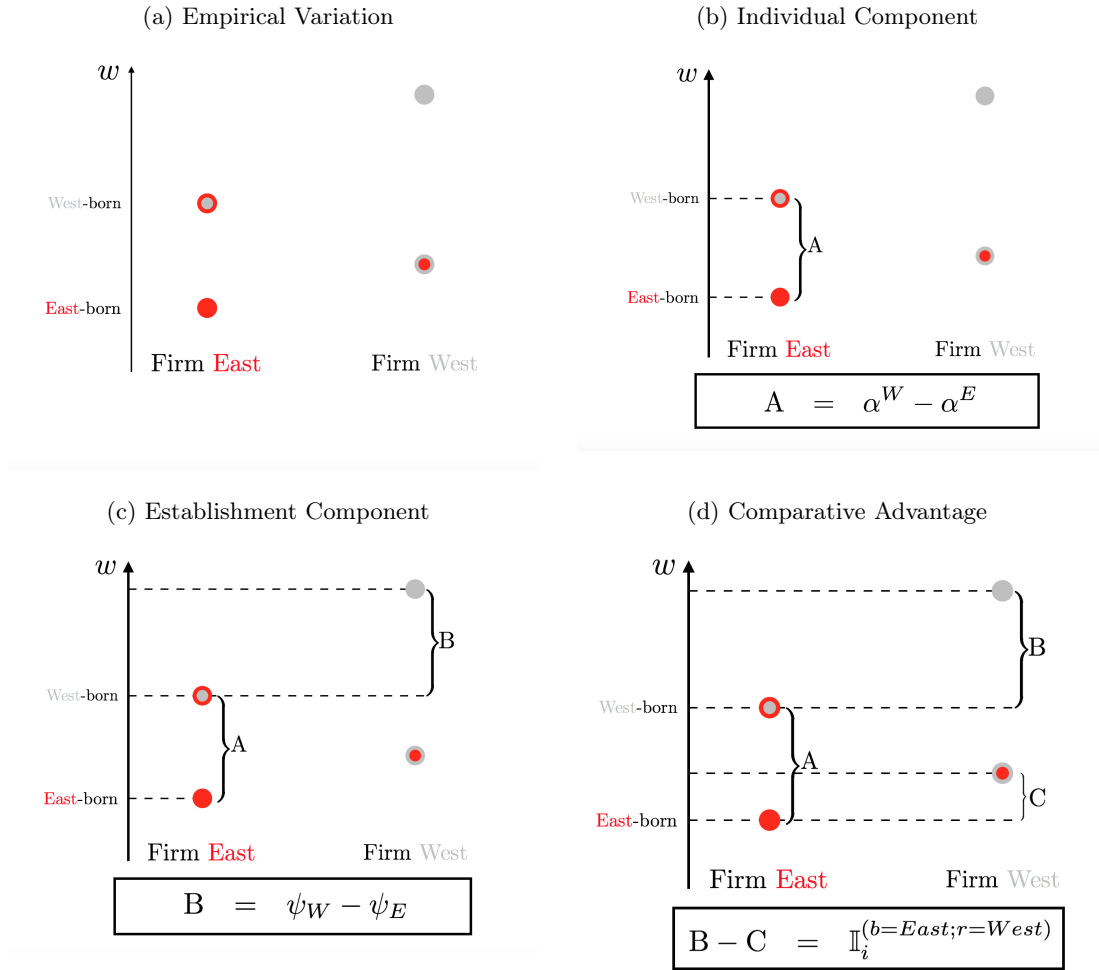 (a) Empirical Variation
w
West-born
East-born
Firm East
Firm West
(b) Individual Component
w
West-born
A
East-born
Firm East
Firm West
A = α^W − α^E
(c) Establishment Component
w
B
West-born
A
East-born
Firm East
Firm West
B = ψ_W − ψ_E
(d) Comparative Advantage
w
B
West-born
A
C
East-born
Firm East
Firm West
B − C = 𝕀_i^(b=East;r=West)